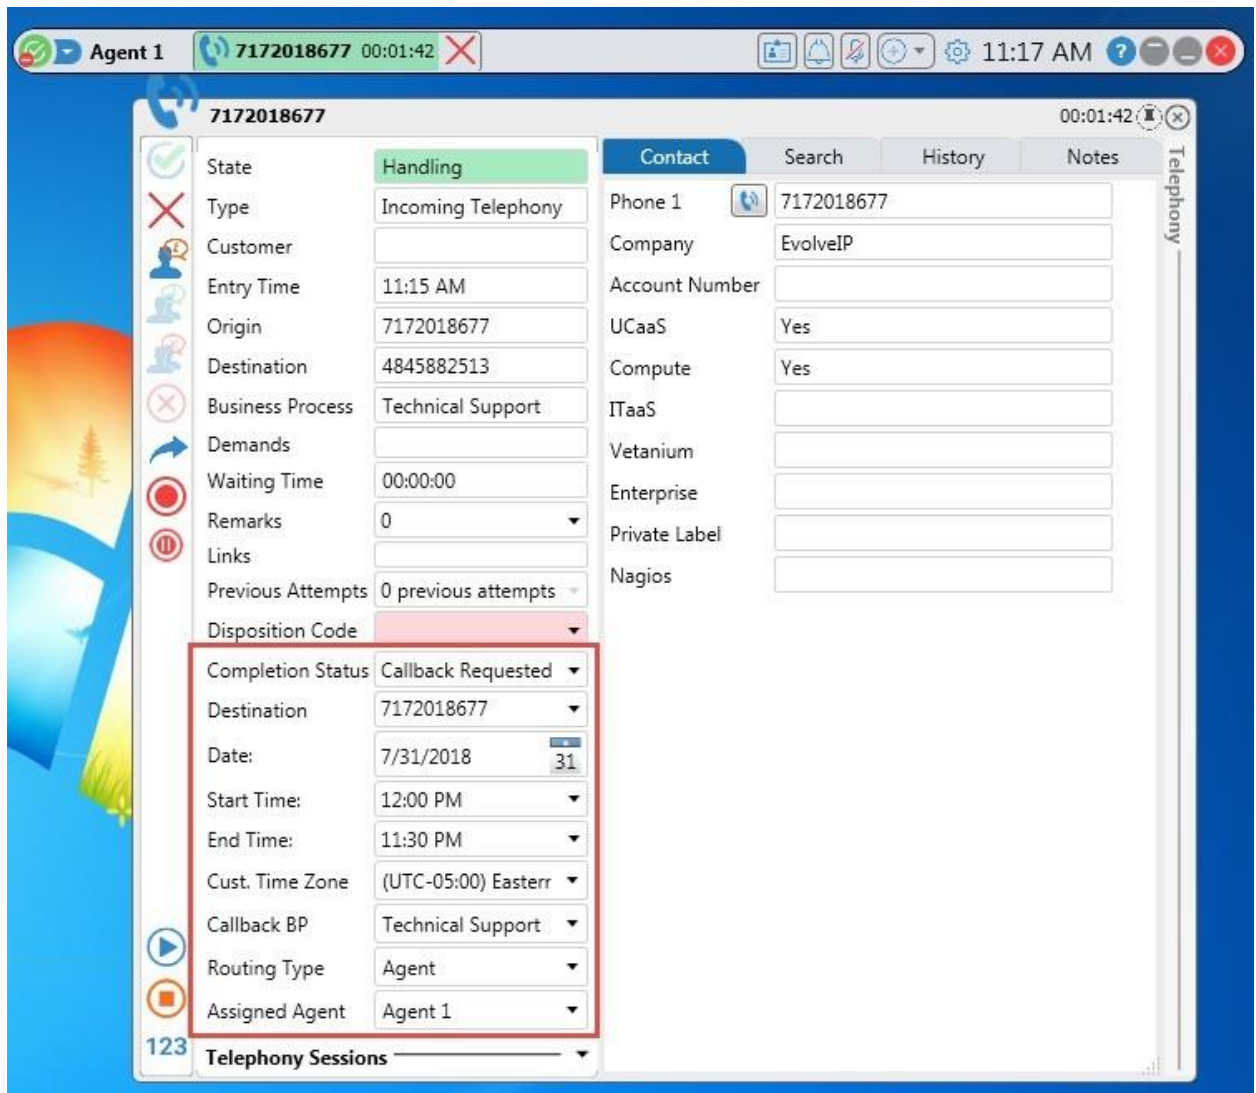 Agent 1 7172018677 00:01:42 11:17 AM ?
7172018677 00:01:42
State Handling
Type Incoming Telephony
Customer
Entry Time 11:15 AM
Origin 7172018677
Destination 4845882513
Business Process Technical Support
Demands
Waiting Time 00:00:00
Remarks 0
Links
Previous Attempts 0 previous attempts
Disposition Code
Completion Status Callback Requested
Destination 7172018677
Date: 7/31/2018 31
Start Time: 12:00 PM
End Time: 11:30 PM
Cust. Time Zone (UTC-05:00) Easterr
Callback BP Technical Support
Routing Type Agent
Assigned Agent Agent 1
123
Telephony Sessions
Contact Search History Notes
Phone 1 7172018677
Company EvolveIP
Account Number
UCaaS Yes
Compute Yes
ITaaS
Vetanium
Enterprise
Private Label
Nagios
Telephony